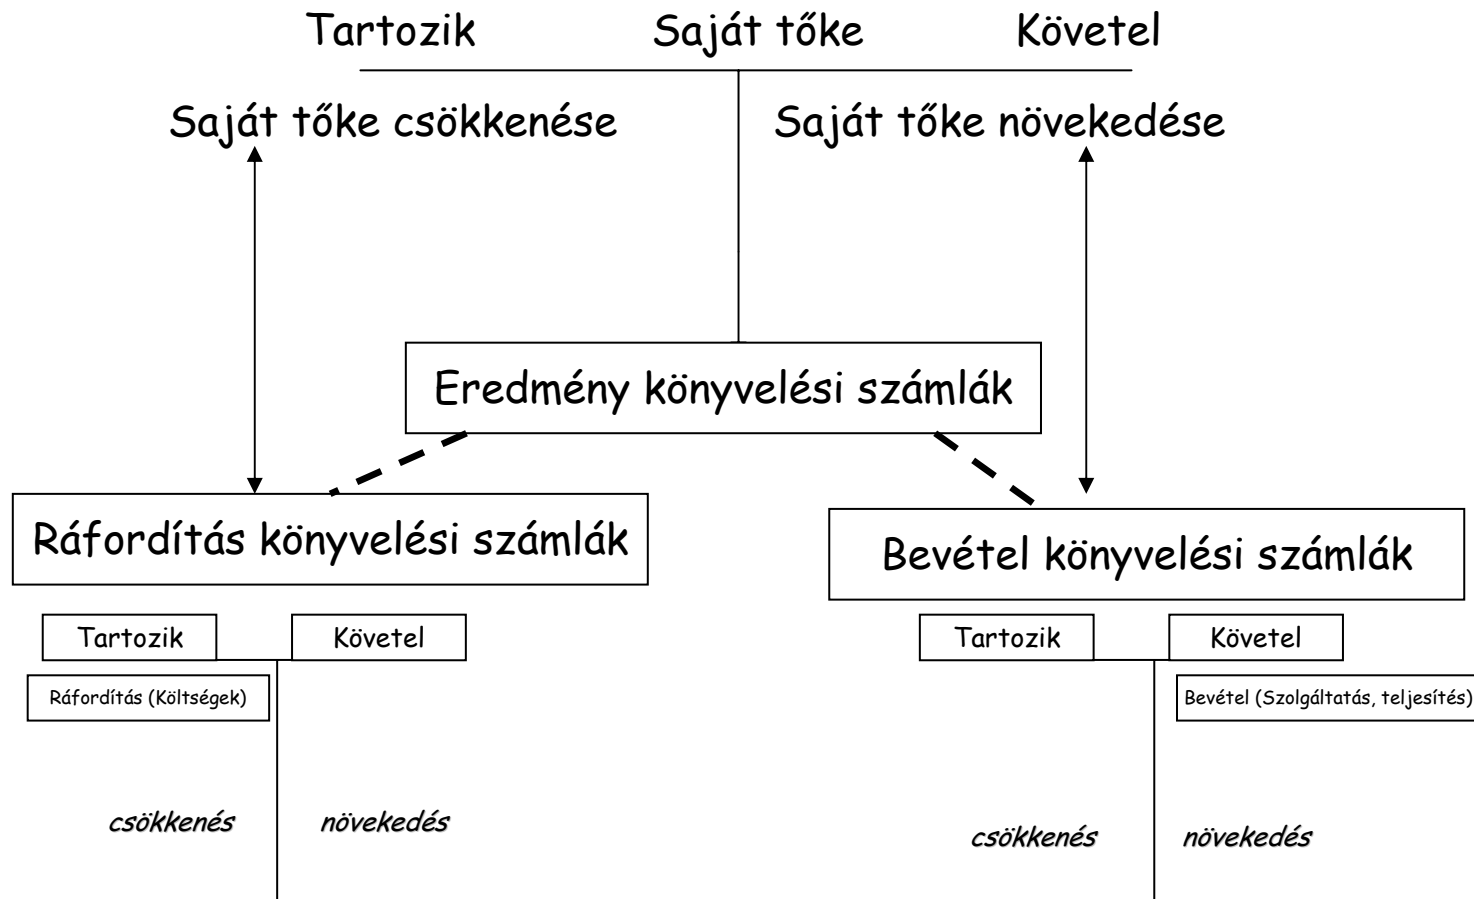 Tartozik Saját tőke Követel
Saját tőke csökkenése Saját tőke növekedése
Eredmény könyvelési számlák
Ráfordítás könyvelési számlák
Bevétel könyvelési számlák
Tartozik Követel Tartozik Követel
Ráfordítás (Költségek) Bevétel (Szolgáltatás, teljesítés)
csökkenés növekedés
csökkenés növekedés